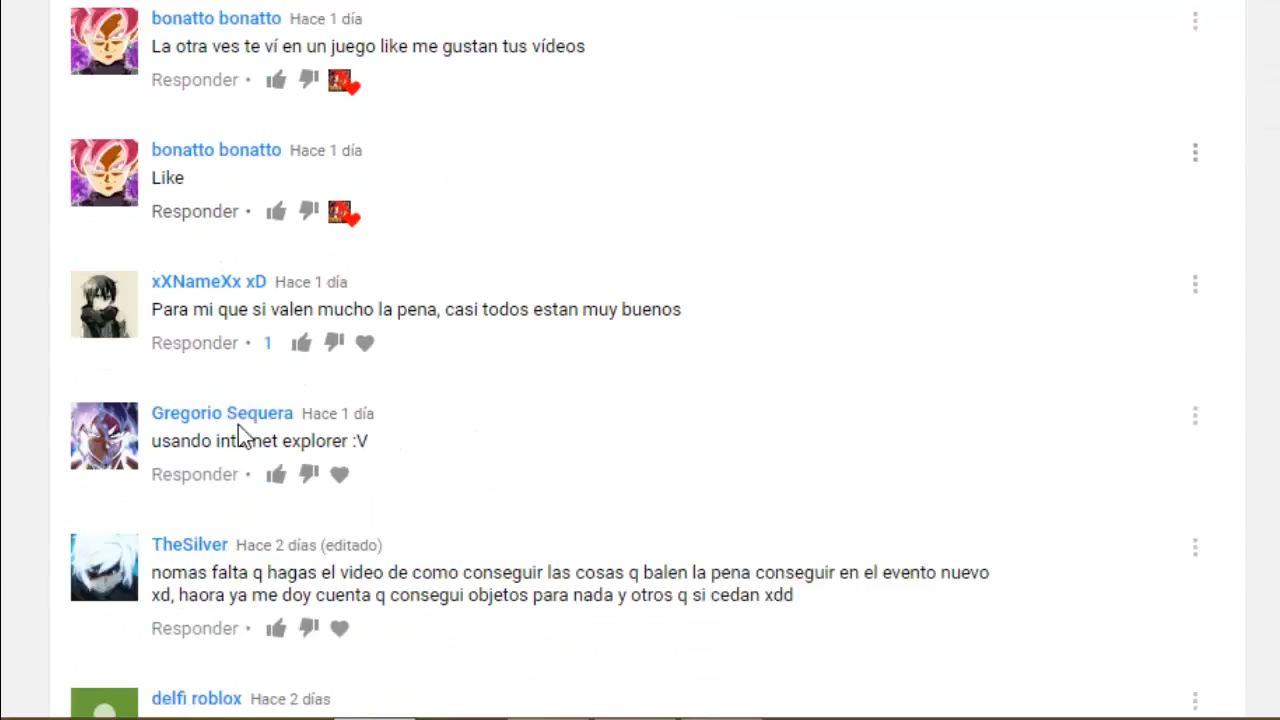 bonatto bonatto Hace 1 día
La otra ves te ví en un juego like me gustan tus vídeos
Responder •
bonatto bonatto Hace 1 día
Like
Responder •
xXNameXx xD Hace 1 día
Para mi que si valen mucho la pena, casi todos estan muy buenos
Responder • 1
Gregorio Sequera Hace 1 día
usando internet explorer :V
Responder •
TheSilver Hace 2 días (editado)
nomas falta q hagas el video de como conseguir las cosas q balen la pena conseguir en el evento nuevo
xd, haora ya me doy cuenta q consegui objetos para nada y otros q si cedan xdd
Responder •
delfi roblox Hace 2 días